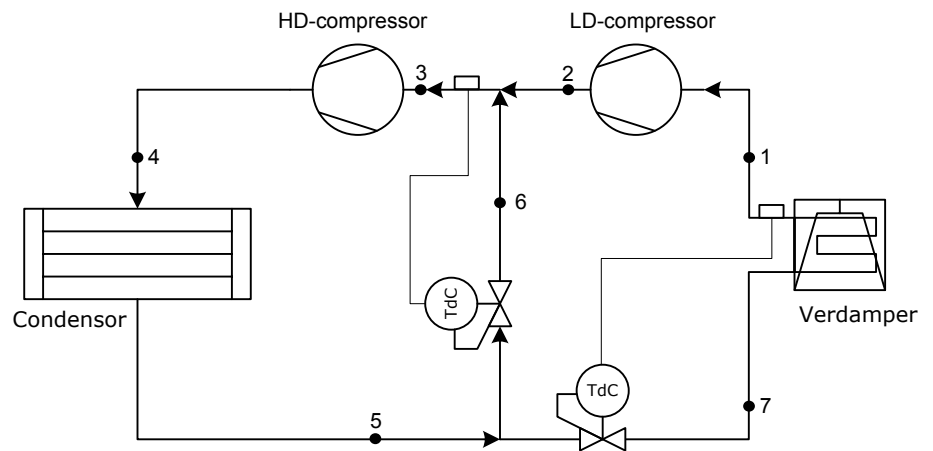 HD-compressor
LD-compressor
3
2
4
1
6
TdC
Condensor
Verdamper
TdC
7
5